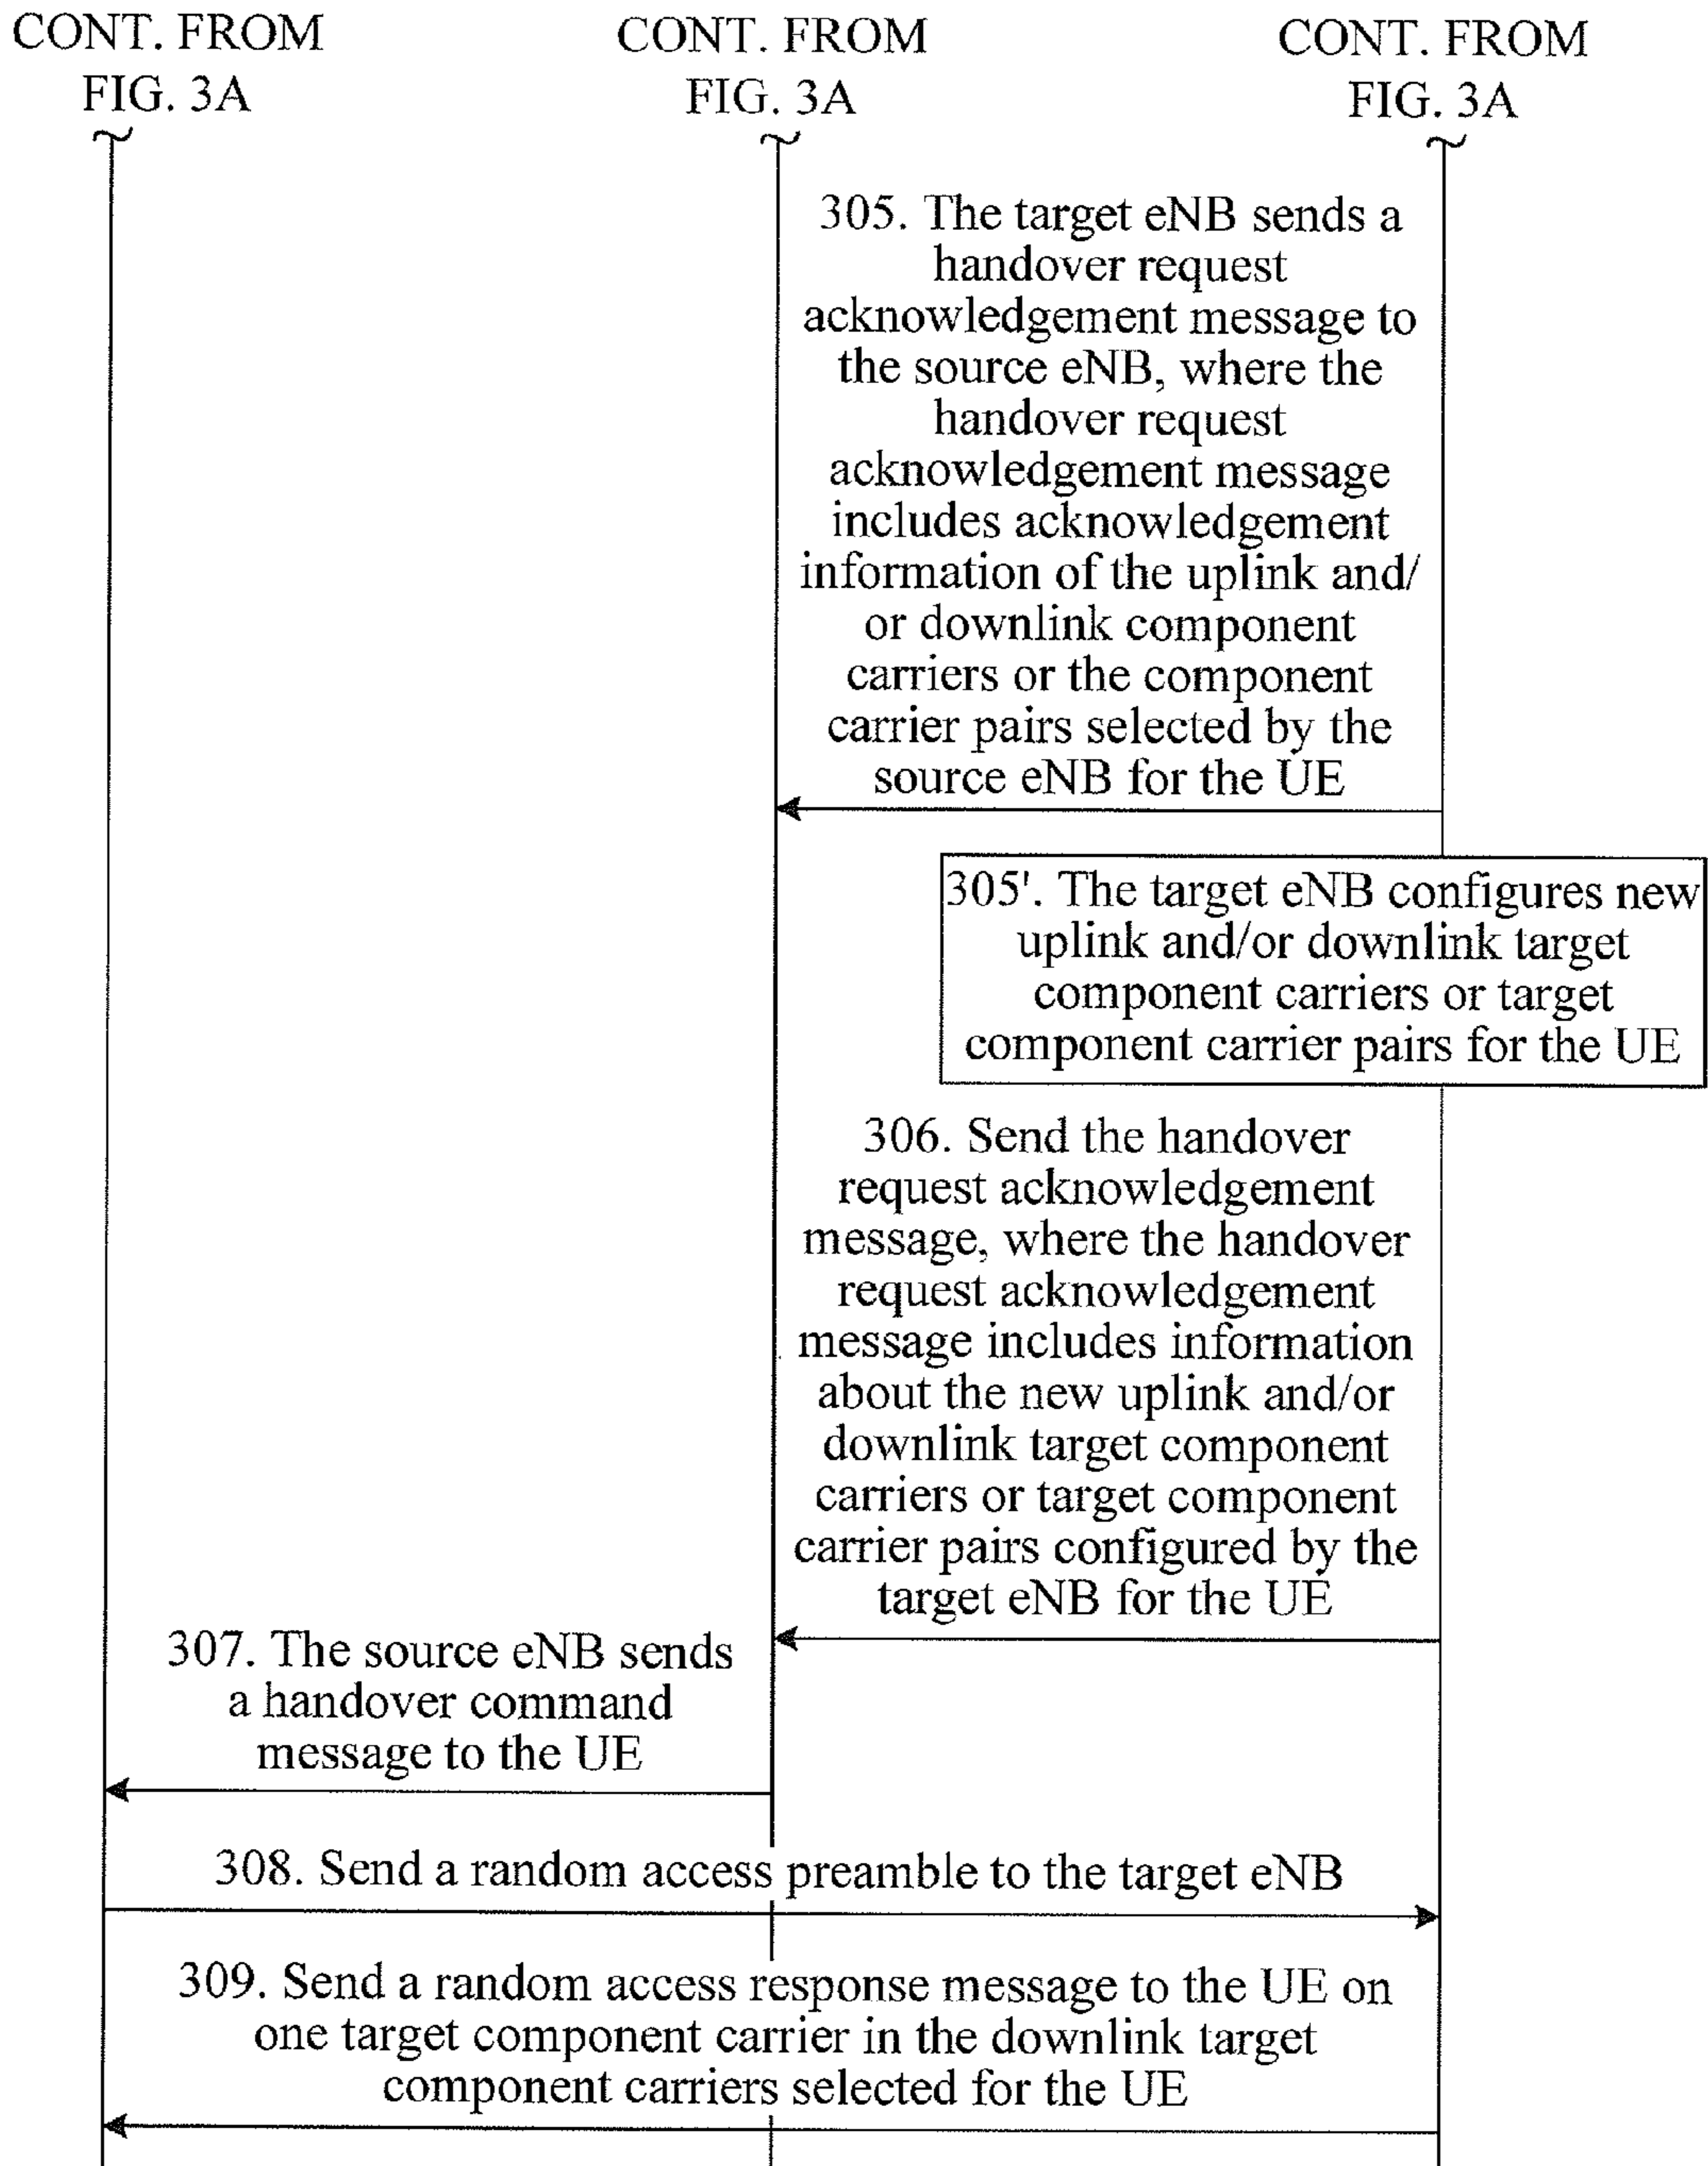 CONT. FROM
FIG. 3A
CONT. FROM
FIG. 3A
CONT. FROM
FIG. 3A
305. The target eNB sends a
handover request
acknowledgement message to
the source eNB, where the
handover request
acknowledgement message
includes acknowledgement
information of the uplink and/
or downlink component
carriers or the component
carrier pairs selected by the
source eNB for the UE
305'. The target eNB configures new
uplink and/or downlink target
component carriers or target
component carrier pairs for the UE
306. Send the handover
request acknowledgement
message, where the handover
request acknowledgement
message includes information
about the new uplink and/or
downlink target component
carriers or target component
carrier pairs configured by the
target eNB for the UE
307. The source eNB sends
a handover command
message to the UE
308. Send a random access preamble to the target eNB
309. Send a random access response message to the UE on
one target component carrier in the downlink target
component carriers selected for the UE